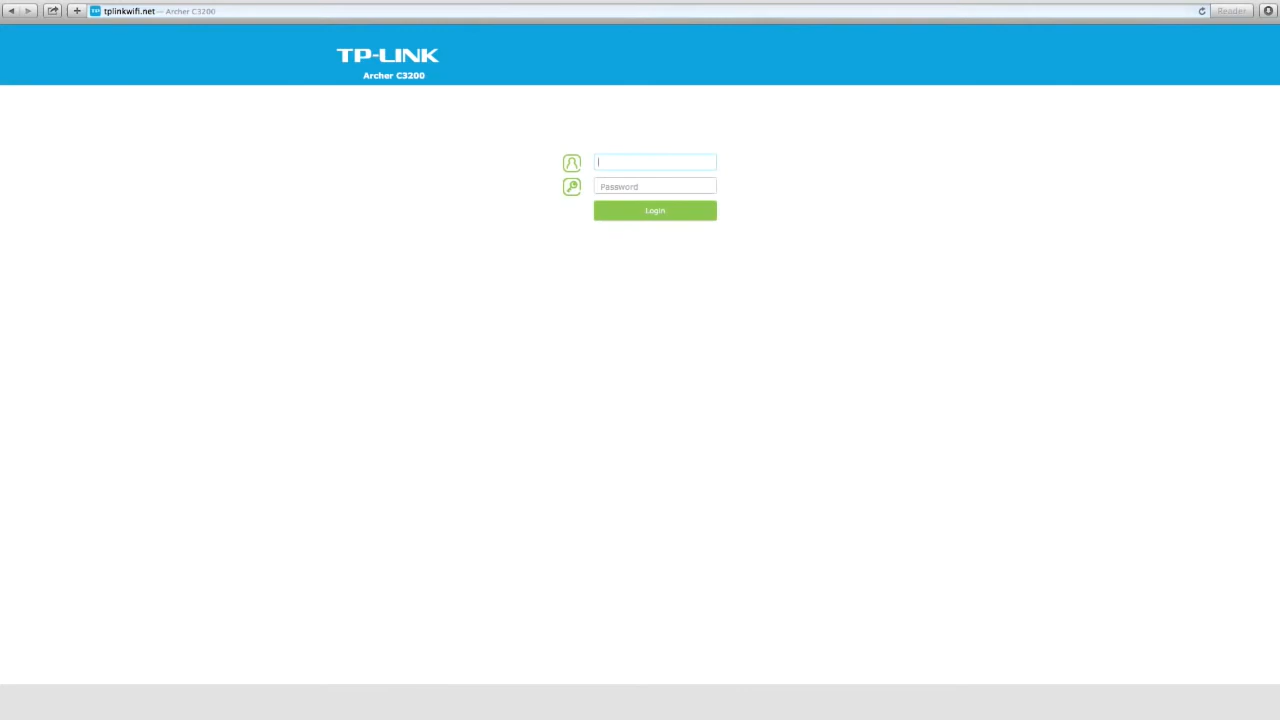 tplinkwifi.net — Archer C3200
Reader
TP-LINK
Archer C3200
Password
Login